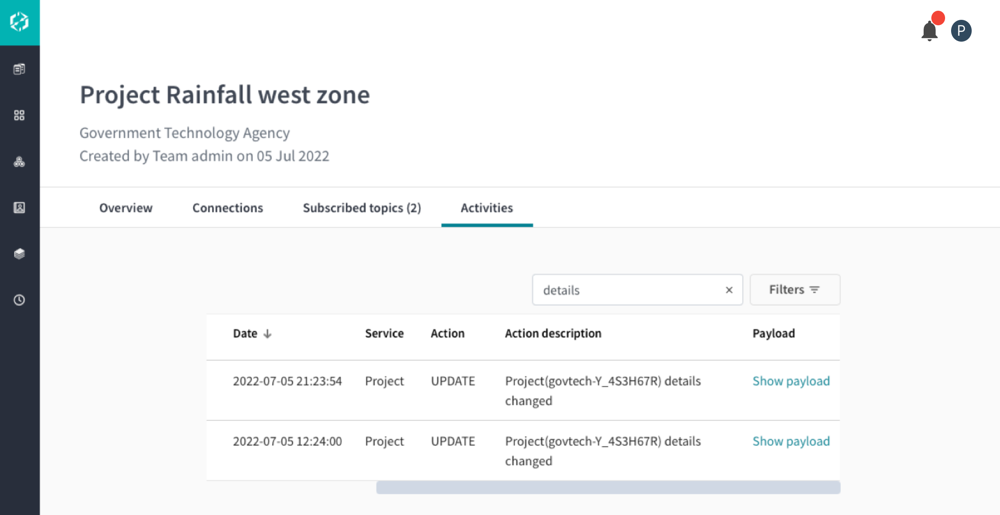 P
Project Rainfall west zone
Government Technology Agency
Created by Team admin on 05 Jul 2022
Overview Connections Subscribed topics (2) Activities
details × Filters
Date ↓ Service Action Action description Payload
2022-07-05 21:23:54 Project UPDATE Project(govtech-Y_4S3H67R) details Show payload
changed
2022-07-05 12:24:00 Project UPDATE Project(govtech-Y_4S3H67R) details Show payload
changed